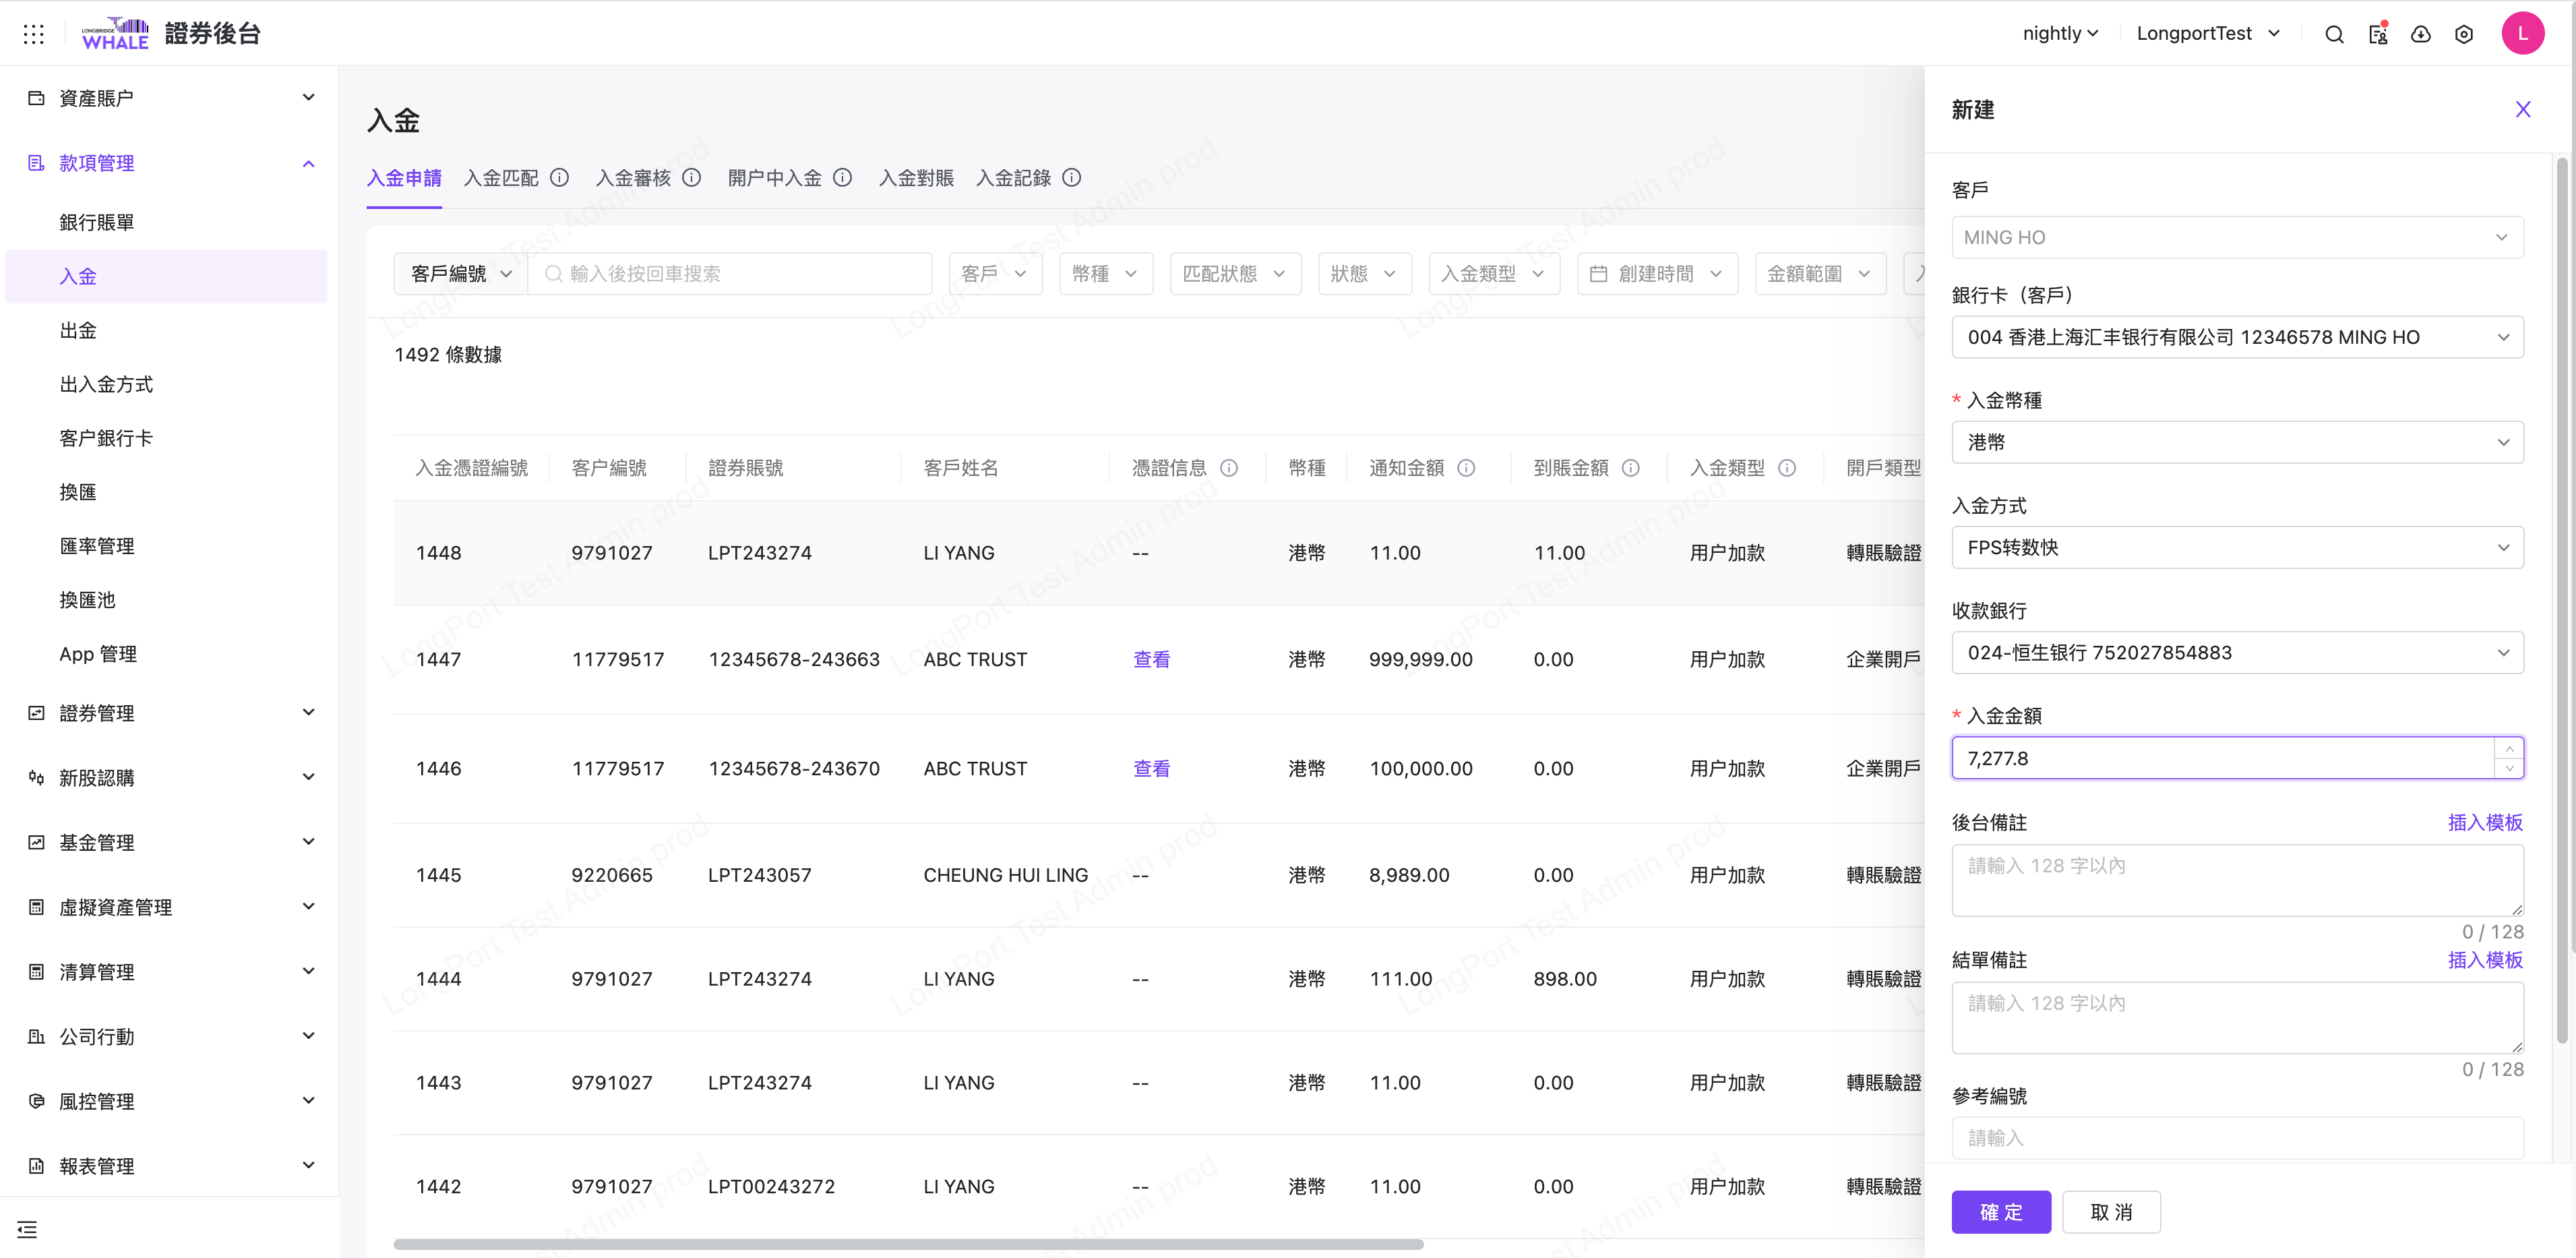 LONGBRIDGE
WHALE
證券後台
nightly
LongportTest
L
資產賬户
款項管理
銀行賬單
入金
出金
出入金方式
客户銀行卡
換匯
匯率管理
換匯池
App 管理
證券管理
新股認購
基金管理
虛擬資產管理
清算管理
公司行動
風控管理
報表管理
入金
入金申請 入金匹配 入金審核 開户中入金 入金對賬 入金記錄
客戶編號 輸入後按回車搜索 客戶 幣種 匹配狀態 狀態 入金類型 創建時間 金額範圍 入
1492 條數據
入金憑證編號 客户編號 證券賬號 客戶姓名 憑證信息 幣種 通知金額 到賬金額 入金類型 開戶類型
1448 9791027 LPT243274 LI YANG -- 港幣 11.00 11.00 用户加款 轉賬驗證
1447 11779517 12345678-243663 ABC TRUST 查看 港幣 999,999.00 0.00 用户加款 企業開戶
1446 11779517 12345678-243670 ABC TRUST 查看 港幣 100,000.00 0.00 用户加款 企業開戶
1445 9220665 LPT243057 CHEUNG HUI LING -- 港幣 8,989.00 0.00 用户加款 轉賬驗證
1444 9791027 LPT243274 LI YANG -- 港幣 111.00 898.00 用户加款 轉賬驗證
1443 9791027 LPT243274 LI YANG -- 港幣 11.00 0.00 用户加款 轉賬驗證
1442 9791027 LPT00243272 LI YANG -- 港幣 11.00 0.00 用户加款 轉賬驗證
LongPort Test Admin prod
新建
客戶
MING HO
銀行卡（客戶）
004 香港上海汇丰银行有限公司 12346578 MING HO
* 入金幣種
港幣
入金方式
FPS转数快
收款銀行
024-恒生银行 752027854883
* 入金金額
7,277.8
後台備註 插入模板
請輸入 128 字以內
0 / 128
結單備註 插入模板
請輸入 128 字以內
0 / 128
參考編號
請輸入
確 定 取 消